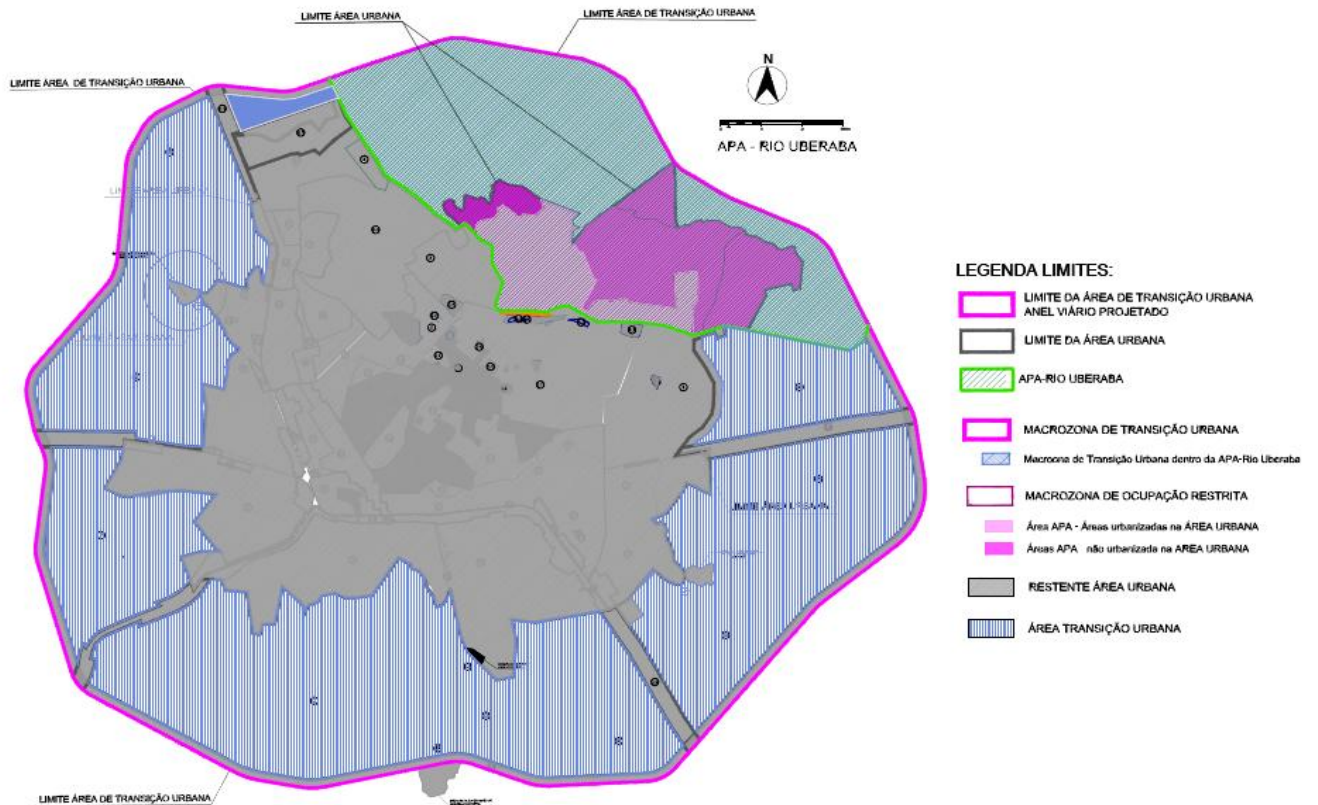 LIMITE ÁREA URBANA
LIMITE ÁREA DE TRANSIÇÃO URBANA
LIMITE ÁREA DE TRANSIÇÃO URBANA
N
APA - RIO UBERABA
LIMITE ÁREA URBANA
LEGENDA LIMITES:
LIMITE DA ÁREA DE TRANSIÇÃO URBANA
ANEL VIÁRIO PROJETADO
LIMITE DA ÁREA URBANA
APA-RIO UBERABA
MACROZONA DE TRANSIÇÃO URBANA
Macroona de Transição Urbana dentro da APA-Rio Uberaba
MACROZONA DE OCUPAÇÃO RESTRITA
Área APA - Áreas urbanizadas na ÁREA URBANA
Áreas APA não urbanizada na AREA URBANA
RESTENTE ÁREA URBANA
ÁREA TRANSIÇÃO URBANA
LIMITE ÁREA URBANA
LIMITE ÁREA DE TRANSIÇÃO URBANA